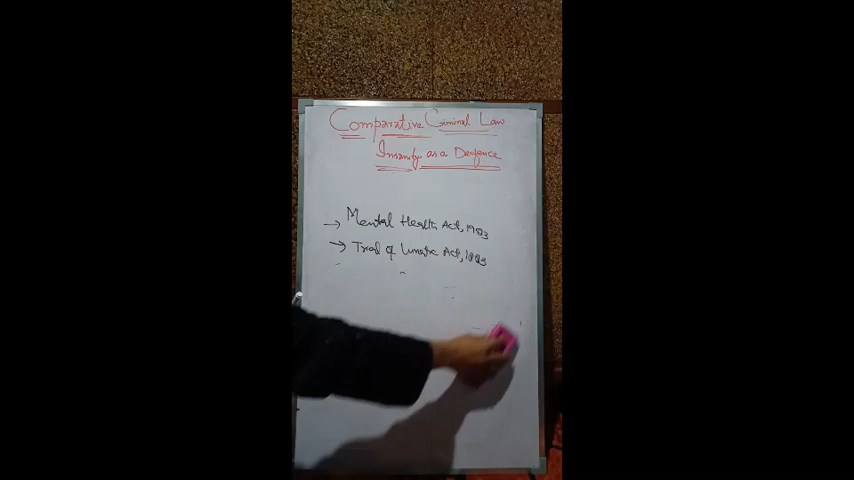 Comparative Criminal Law
Insanity as a Defence
→ Mental Health Act, 1983
→ Trial of Lunatic Act, 1883